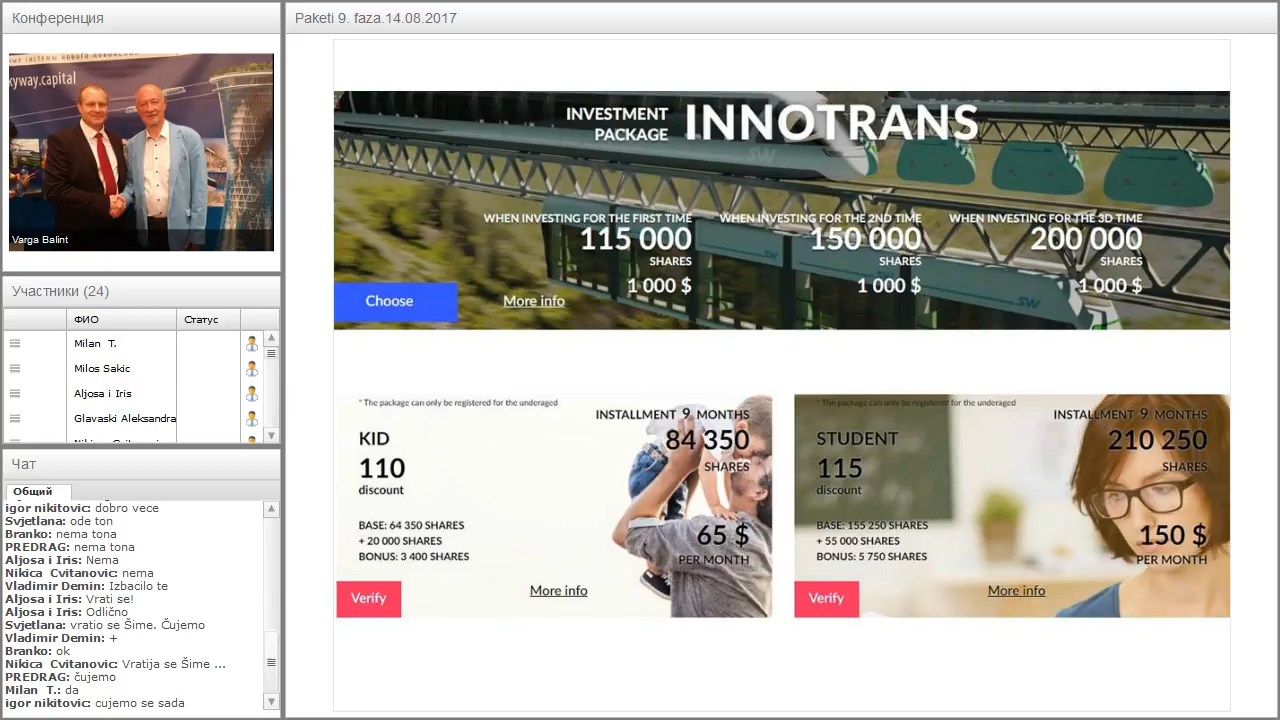 Конференция
kyway.capital
Varga Balint
Участники (24)
ФИО
Статус
Milan T.
Milos Sakic
Aljosa i Iris
Glavaski Aleksandra
Чат
Общий
igor nikitovic: dobro vece
Svjetlana: ode ton
Branko: nema tona
PREDRAG: nema tona
Aljosa i Iris: Nema
Nikica Cvitanovic: nema
Vladimir Demin: Izbacilo te
Aljosa i Iris: Vrati se!
Aljosa i Iris: Odlično
Svjetlana: vratio se Šime. Čujemo
Vladimir Demin: +
Branko: ok
Nikica Cvitanovic: Vratija se Šime ...
PREDRAG: čujemo
Milan T.: da
igor nikitovic: cujemo se sada
Paketi 9. faza.14.08.2017
INVESTMENT
PACKAGE
INNOTRANS
WHEN INVESTING FOR THE FIRST TIME
115 000
SHARES
1 000 $
WHEN INVESTING FOR THE 2ND TIME
150 000
SHARES
1 000 $
WHEN INVESTING FOR THE 3D TIME
200 000
SHARES
1 000 $
Choose
More info
SW
SW
SW
* The package can only be registered for the underaged
INSTALLMENT 9 MONTHS
84 350
SHARES
KID
110
discount
BASE: 64 350 SHARES
+ 20 000 SHARES
BONUS: 3 400 SHARES
65 $
PER MONTH
Verify
More info
* The package can only be registered for the underaged
INSTALLMENT 9 MONTHS
210 250
SHARES
STUDENT
115
discount
BASE: 155 250 SHARES
+ 55 000 SHARES
BONUS: 5 750 SHARES
150 $
PER MONTH
Verify
More info